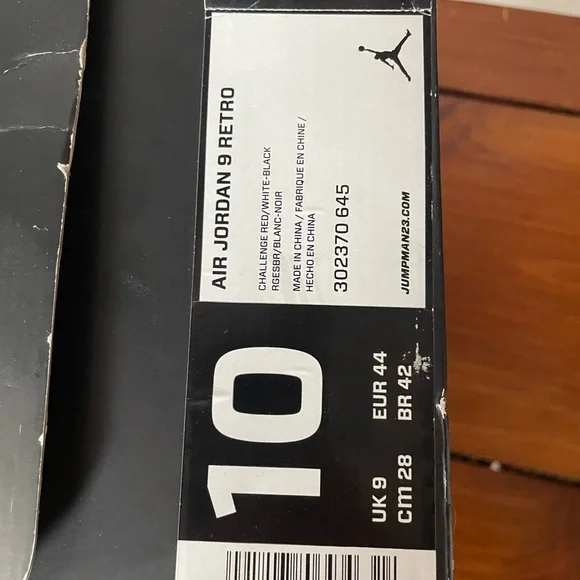 AIR JORDAN 9 RETRO
CHALLENGE RED/WHITE-BLACK
RGESBR/BLANC-NOIR
MADE IN CHINA / FABRIQUE EN CHINE /
HECHO EN CHINA
302370 645
JUMPMAN23.COM
10
EUR 44
BR 42
UK 9
cm 28